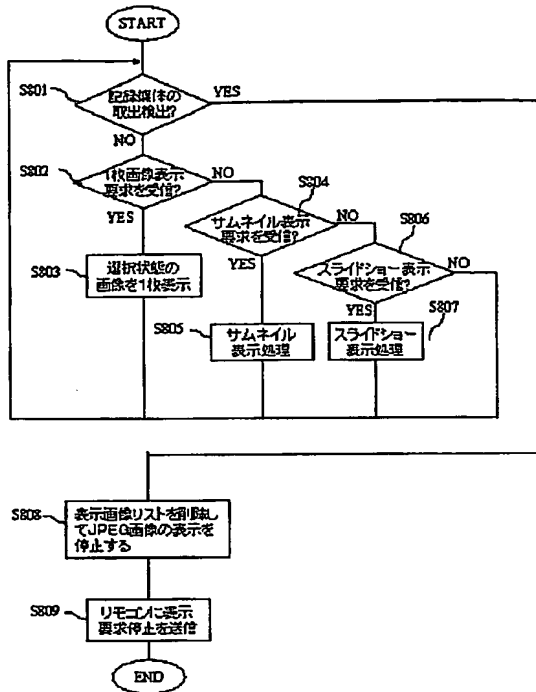 START
S801
記録媒体の
取出検出?
YES
NO
S802
1枚画像表示
要求を受信?
NO
YES
S803
選択状態の
画像を1枚表示
S804
サムネイル表示
要求を受信?
NO
YES
S805
サムネイル
表示処理
S806
スライドショー表示
要求を受信?
NO
YES
S807
スライドショー
表示処理
S808
表示画像リストを削除し
てJPEG画像の表示を
停止する
S809
リモコンに表示
要求停止を送信
END